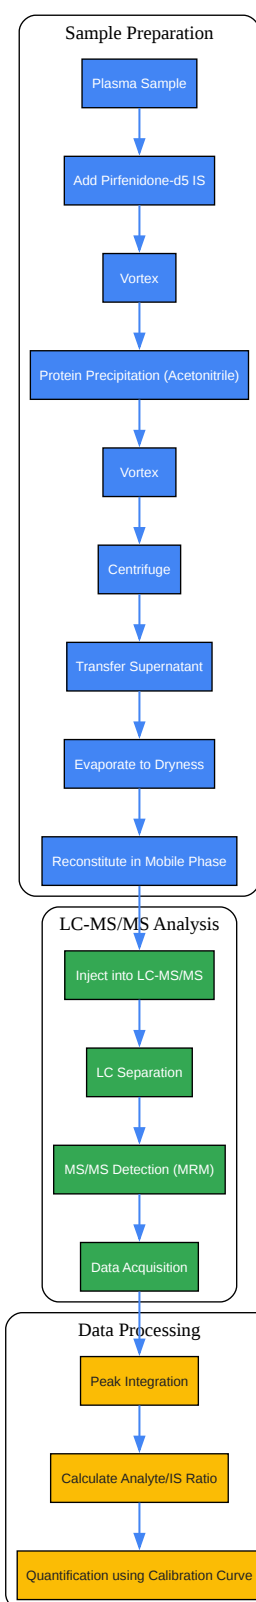 Sample Preparation
Plasma Sample
Add Pirfenidone-d5 IS
Vortex
Protein Precipitation (Acetonitrile)
Vortex
Centrifuge
Transfer Supernatant
Evaporate to Dryness
Reconstitute in Mobile Phase
LC-MS/MS Analysis
Inject into LC-MS/MS
LC Separation
MS/MS Detection (MRM)
Data Acquisition
Data Processing
Peak Integration
Calculate Analyte/IS Ratio
Quantification using Calibration Curve